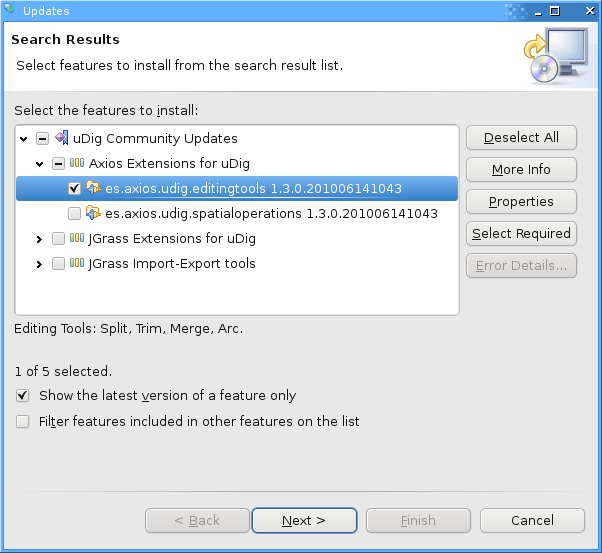 Updates
Search Results
Select features to install from the search result list.
Select the features to install:
uDig Community Updates
Axios Extensions for uDig
es.axios.udig.editingtools 1.3.0.201006141043
es.axios.udig.spatialoperations 1.3.0.201006141043
JGrass Extensions for uDig
JGrass Import-Export tools
Deselect All
More Info
Properties
Select Required
Error Details...
Editing Tools: Split, Trim, Merge, Arc.
1 of 5 selected.
Show the latest version of a feature only
Filter features included in other features on the list
< Back
Next >
Finish
Cancel